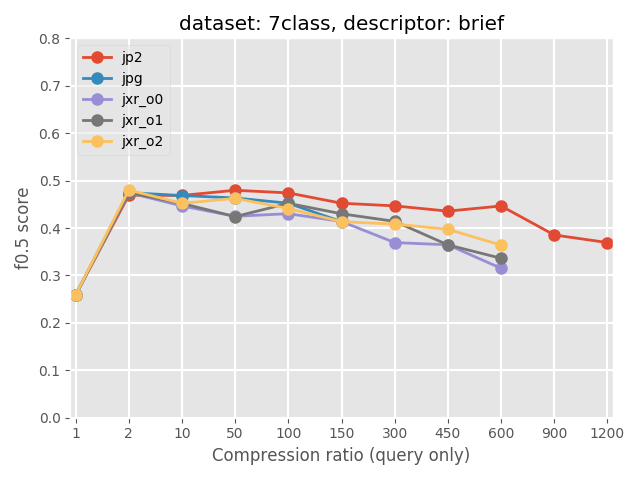 dataset: 7class, descriptor: brief
0.8
0.7
0.6
0.5
0.4
0.3
0.2
0.1
0.0
f0.5 score
jp2
jpg
jxr_o0
jxr_o1
jxr_o2
1 2 10 50 100 150 300 450 600 900 1200
Compression ratio (query only)